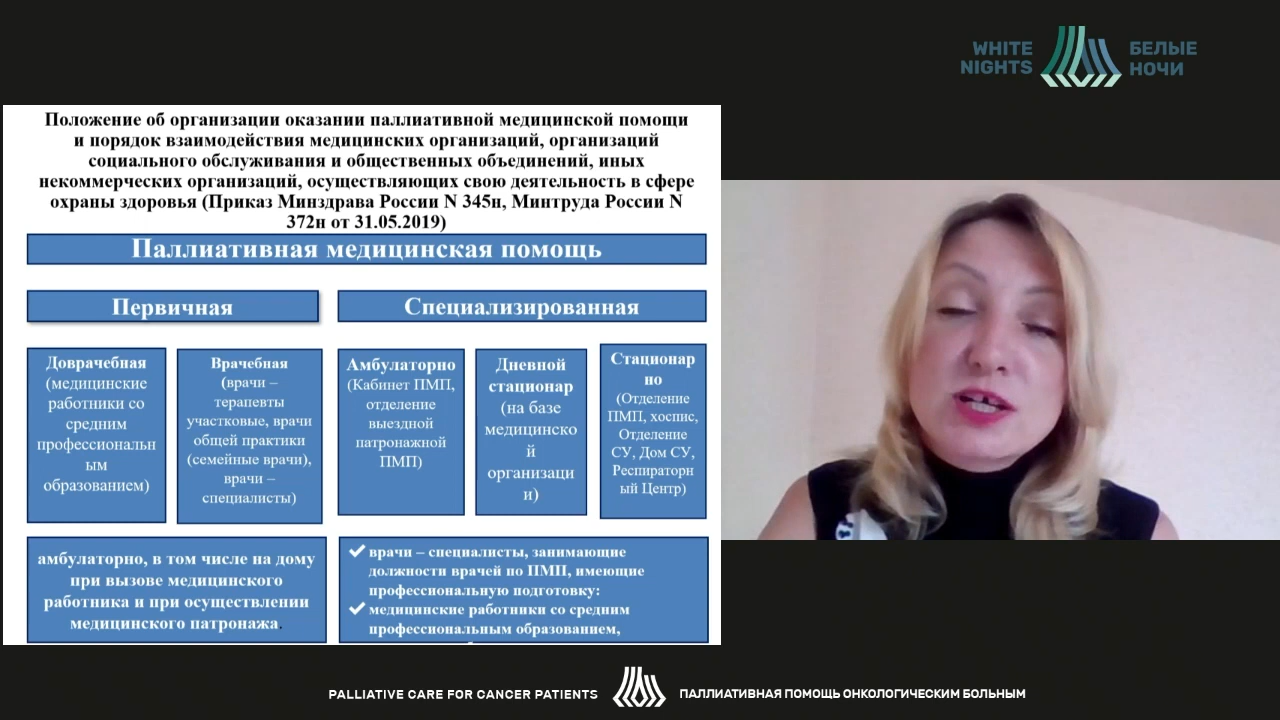 WHITE
NIGHTS
БЕЛЫЕ
НОЧИ
Положение об организации оказании паллиативной медицинской помощи
и порядок взаимодействия медицинских организаций, организаций
социального обслуживания и общественных объединений, иных
некоммерческих организаций, осуществляющих свою деятельность в сфере
охраны здоровья (Приказ Минздрава России N 345н, Минтруда России N
372н от 31.05.2019)
Паллиативная медицинская помощь
Первичная
Специализированная
Доврачебная
(медицинские
работники со
средним
профессиональн
ым
образованием)
Врачебная
(врачи –
терапевты
участковые, врачи
общей практики
(семейные врачи),
врачи –
специалисты)
Амбулаторно
(Кабинет ПМП,
отделение
выездной
патронажной
ПМП)
Дневной
стационар
(на базе
медицинско
й
организаци
и)
Стационар
но
(Отделение
ПМП, хоспис,
Отделение
СУ, Дом СУ,
Респираторн
ый Центр)
амбулаторно, в том числе на дому
при вызове медицинского
работника и при осуществлении
медицинского патронажа.
врачи – специалисты, занимающие
должности врачей по ПМП, имеющие
профессиональную подготовку:
медицинские работники со средним
профессиональным образованием,
PALLIATIVE CARE FOR CANCER PATIENTS
ПАЛЛИАТИВНАЯ ПОМОЩЬ ОНКОЛОГИЧЕСКИМ БОЛЬНЫМ